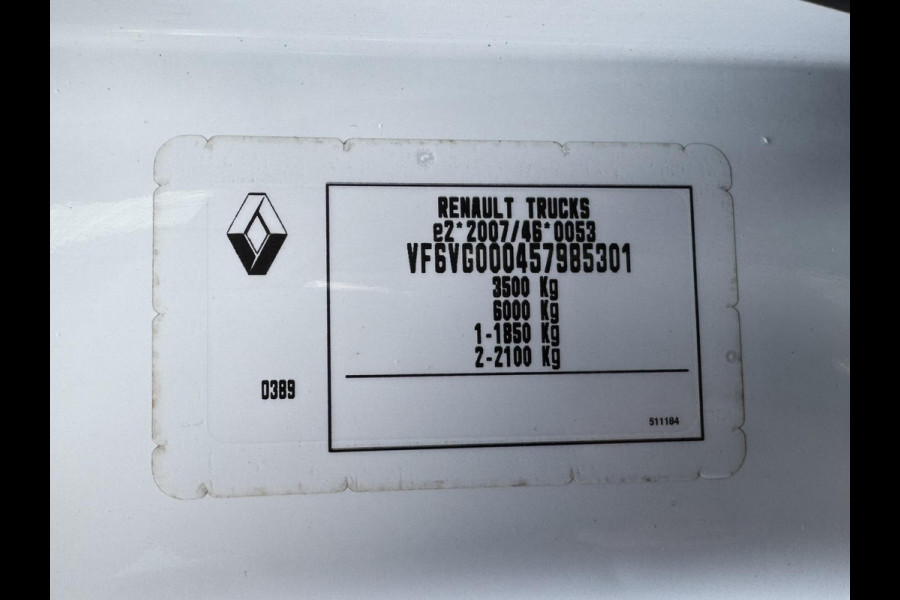 RENAULT TRUCKS
e2*2007/46*0053
VF6VG000457985301
3500 Kg
6000 Kg
1-1850 Kg
2-2100 Kg
0389
511184